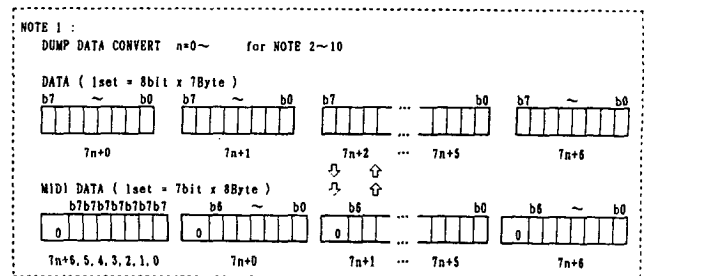 NOTE 1 :
DUMP DATA CONVERT n=0～ for NOTE 2～10
DATA ( 1set = 8bit x 7Byte )
b7 ～ b0 b7 ～ b0 b7 ... b0 b7 ～ b0
7n+0 7n+1 7n+2 ... 7n+5 7n+6
⇩ ⇧
MIDI DATA ( 1set = 7bit x 8Byte )
⇩ ⇧
b7b7b7b7b7b7b7 b6 ～ b0 b6 ... b0 b6 ～ b0
0 0 0 ... 0
7n+6,5,4,3,2,1,0 7n+0 7n+1 ... 7n+5 7n+6